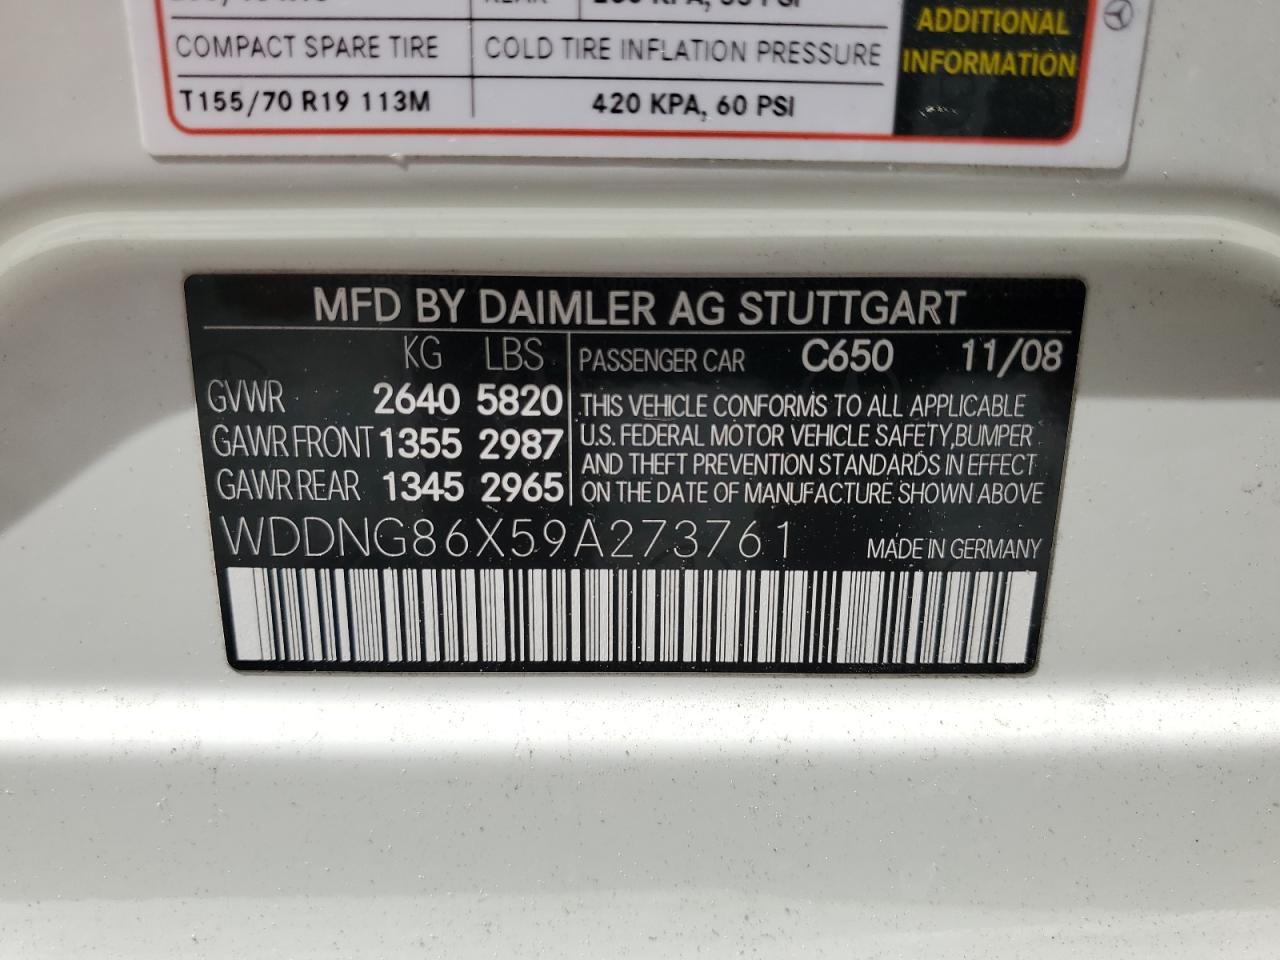 COMPACT SPARE TIRE
COLD TIRE INFLATION PRESSURE
T155/70 R19 113M
420 KPA, 60 PSI
ADDITIONAL
INFORMATION
MFD BY DAIMLER AG STUTTGART
KG LBS
GVWR 2640 5820
GAWR FRONT 1355 2987
GAWR REAR 1345 2965
PASSENGER CAR C650 11/08
THIS VEHICLE CONFORMS TO ALL APPLICABLE
U.S. FEDERAL MOTOR VEHICLE SAFETY, BUMPER
AND THEFT PREVENTION STANDARDS IN EFFECT
ON THE DATE OF MANUFACTURE SHOWN ABOVE
WDDNG86X59A273761
MADE IN GERMANY